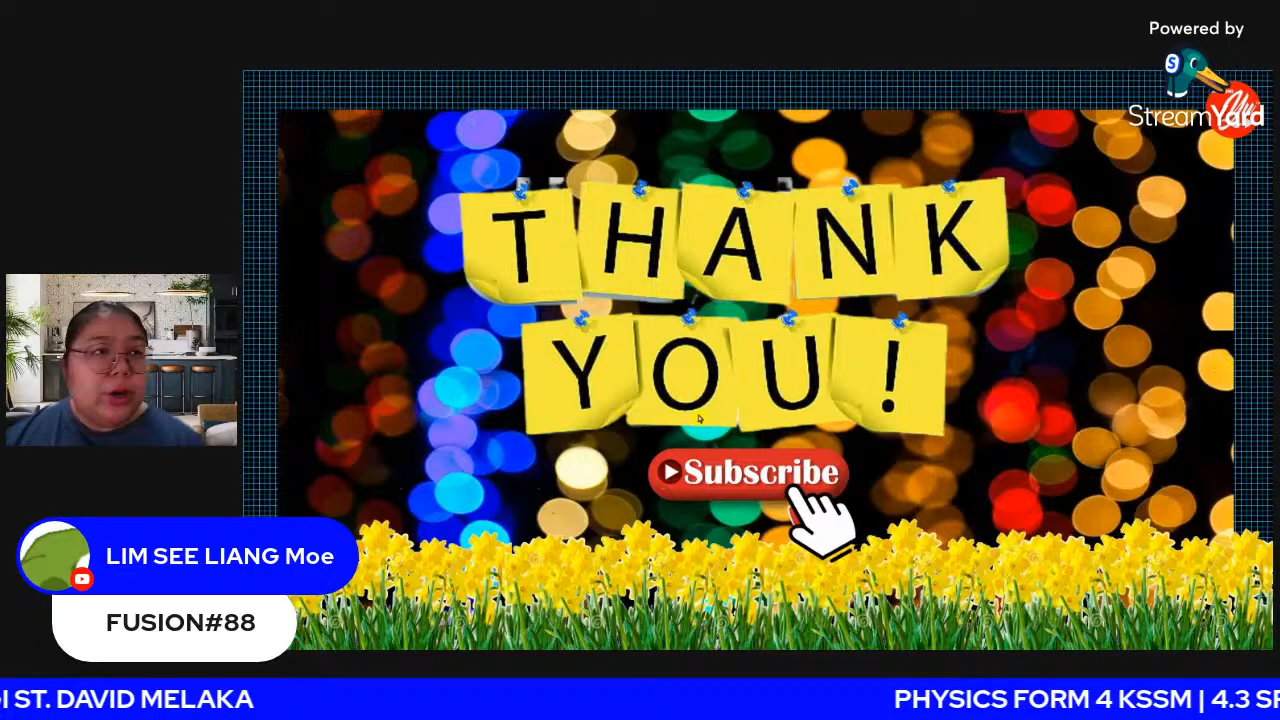 Powered by
StreamYard
THANK
YOU!
Subscribe
LIM SEE LIANG Moe
FUSION#88
ST. DAVID MELAKA
PHYSICS FORM 4 KSSM | 4.3